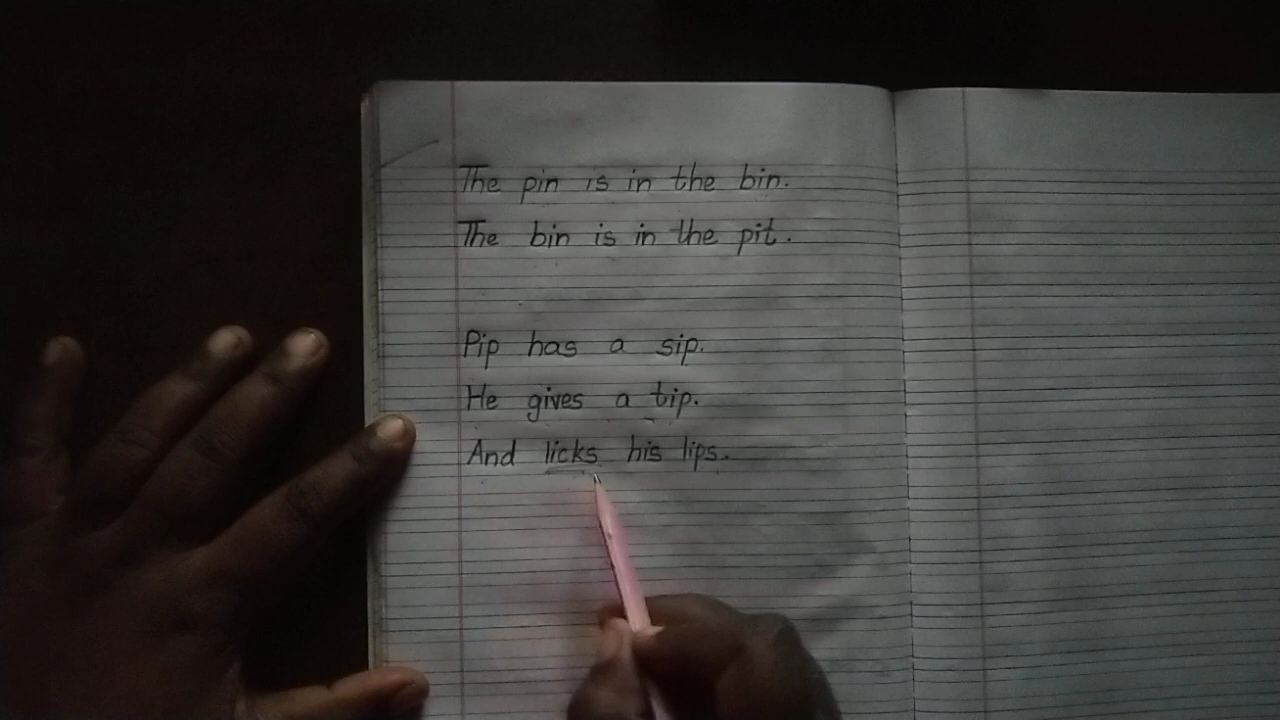 The pin is in the bin.
The bin is in the pit.
Pip has a sip.
He gives a tip.
And licks his lips.